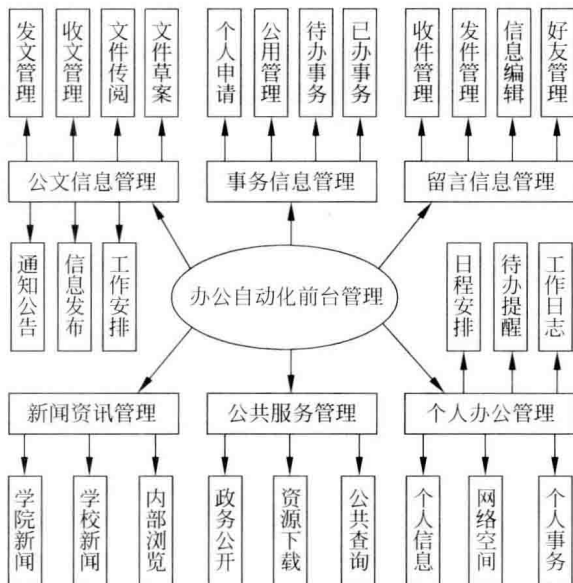 发文管理
收文管理
文件传阅
文件草案
个人申请
公用管理
待办事务
已办事务
收件管理
发件管理
信息编辑
好友管理
公文信息管理
事务信息管理
留言信息管理
通知公告
信息发布
工作安排
办公自动化前台管理
日程安排
待办提醒
工作日志
新闻资讯管理
公共服务管理
个人办公管理
学院新闻
学校新闻
内部浏览
政务公开
资源下载
公共查询
个人信息
网络空间
个人事务